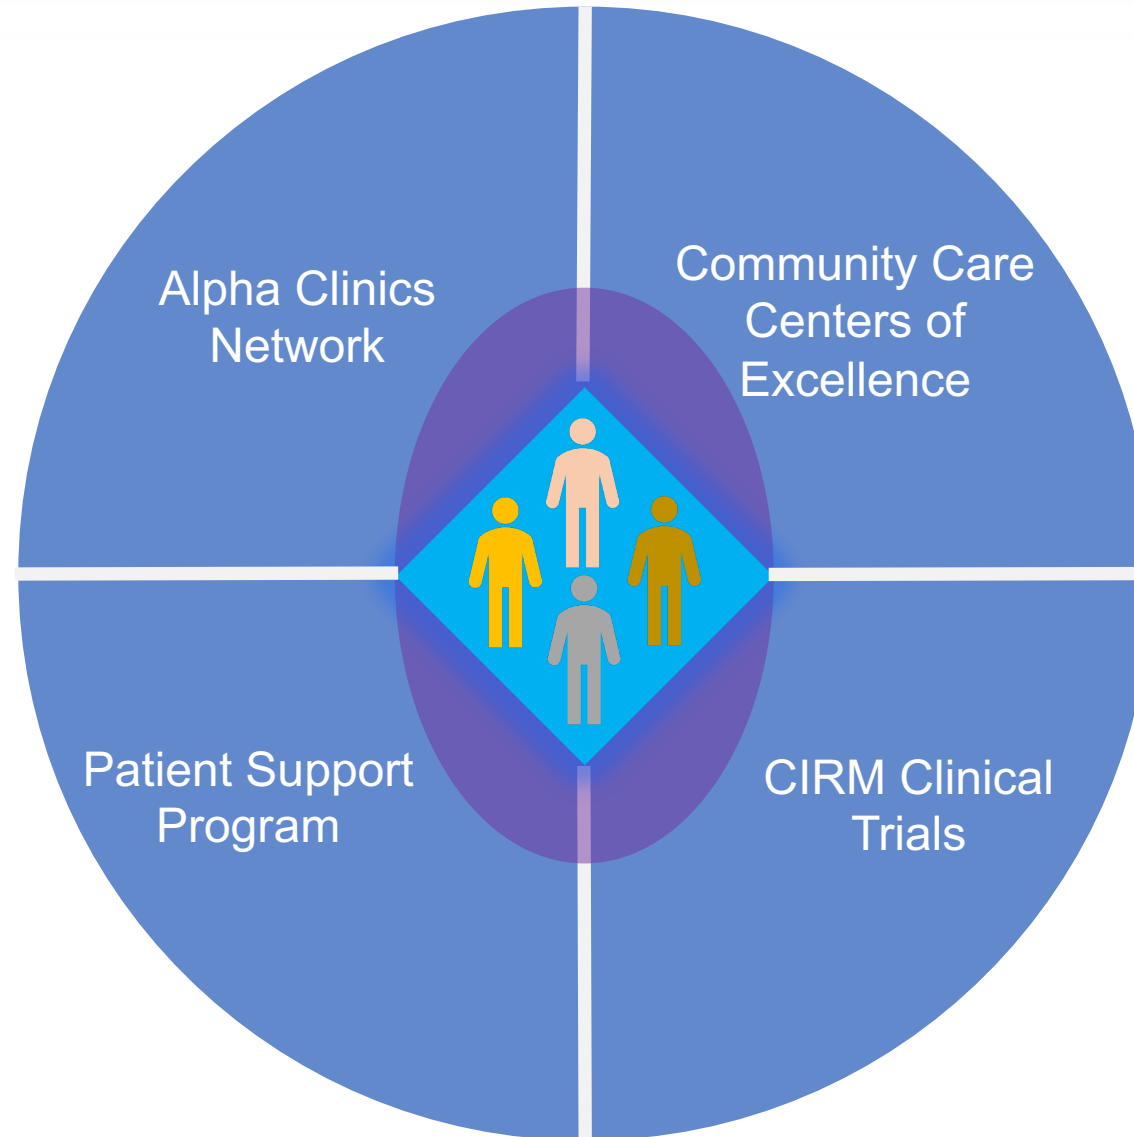 Alpha Clinics
Network
Community Care
Centers of
Excellence
Patient Support
Program
CIRM Clinical
Trials